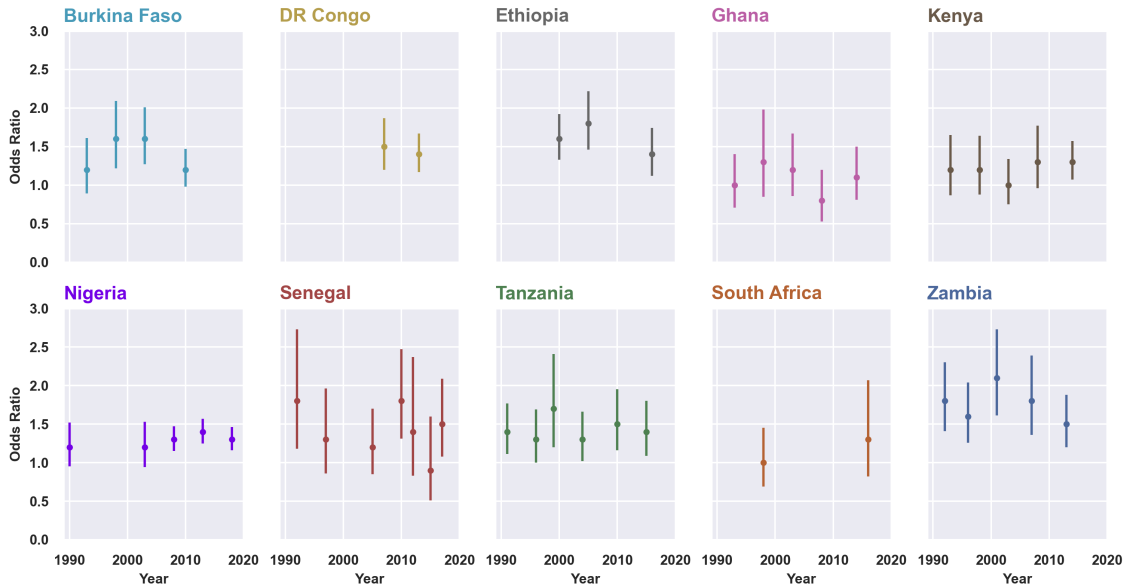 Burkina Faso DR Congo Ethiopia Ghana Kenya
3.0
2.5
2.0
1.5
1.0
0.5
0.0
Odds Ratio
Nigeria Senegal Tanzania South Africa Zambia
3.0
2.5
2.0
1.5
1.0
0.5
0.0
Odds Ratio
1990 2000 2010 2020 1990 2000 2010 2020 1990 2000 2010 2020 1990 2000 2010 2020 1990 2000 2010 2020
Year Year Year Year Year